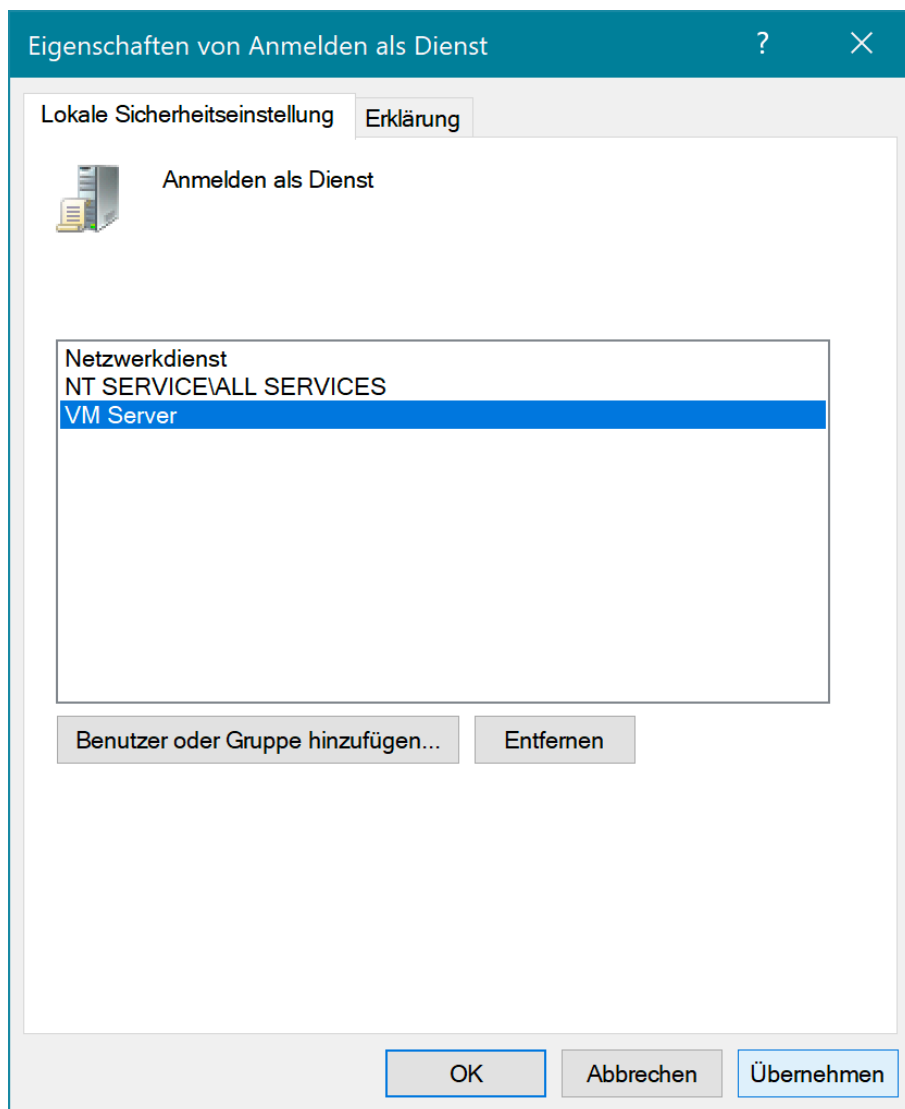 Eigenschaften von Anmelden als Dienst
Lokale Sicherheitseinstellung
Erklärung
Anmelden als Dienst
Netzwerkdienst
NT SERVICE\ALL SERVICES
VM Server
Benutzer oder Gruppe hinzufügen...
Entfernen
OK
Abbrechen
Übernehmen